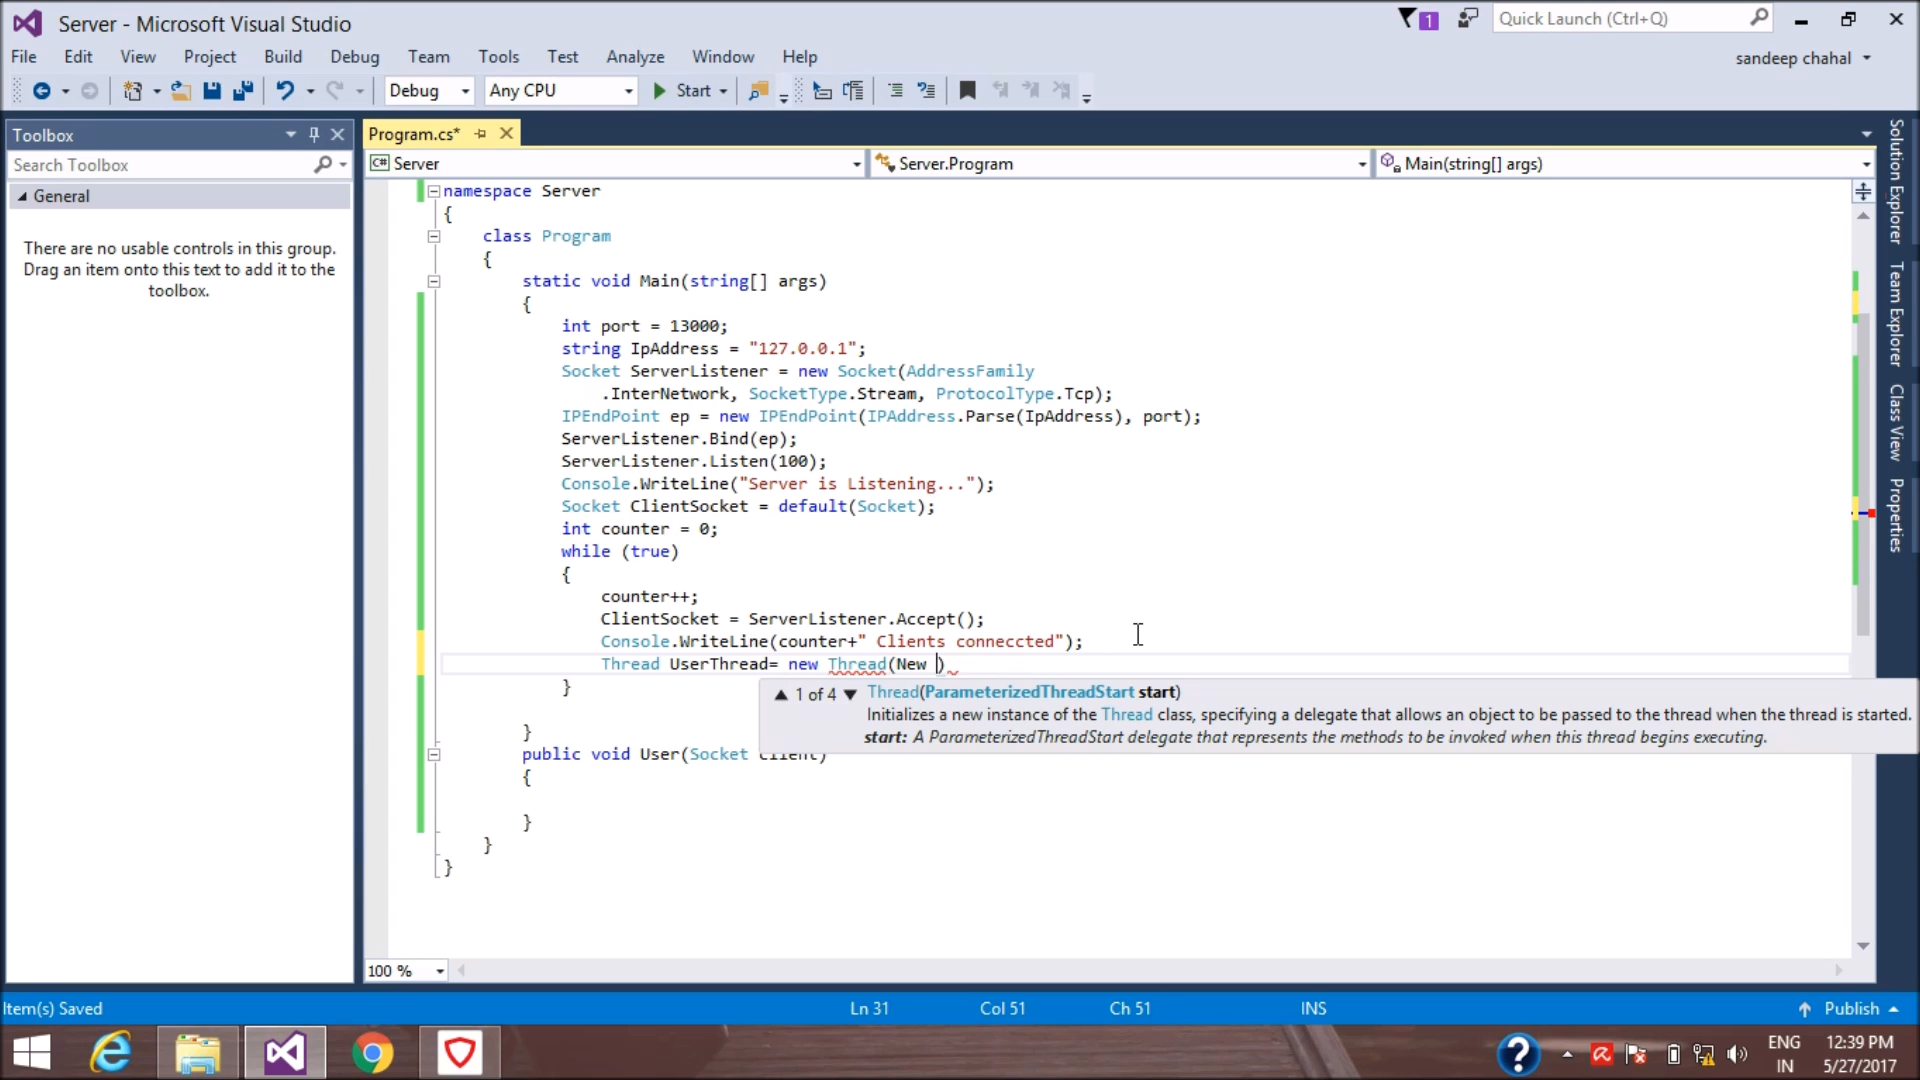 Server - Microsoft Visual Studio
1
Quick Launch (Ctrl+Q)
File Edit View Project Build Debug Team Tools Test Analyze Window Help
sandeep chahal
Debug Any CPU Start
Toolbox
Search Toolbox
General
There are no usable controls in this group.
Drag an item onto this text to add it to the
toolbox.
Program.cs*
C# Server
Server.Program
Main(string[] args)
namespace Server
{
class Program
{
static void Main(string[] args)
{
int port = 13000;
string IpAddress = "127.0.0.1";
Socket ServerListener = new Socket(AddressFamily
.InterNetwork, SocketType.Stream, ProtocolType.Tcp);
IPEndPoint ep = new IPEndPoint(IPAddress.Parse(IpAddress), port);
ServerListener.Bind(ep);
ServerListener.Listen(100);
Console.WriteLine("Server is Listening...");
Socket ClientSocket = default(Socket);
int counter = 0;
while (true)
{
counter++;
ClientSocket = ServerListener.Accept();
Console.WriteLine(counter+" Clients conneccted");
Thread UserThread= new Thread(New )
}
1 of 4 Thread(ParameterizedThreadStart start)
Initializes a new instance of the Thread class, specifying a delegate that allows an object to be passed to the thread when the thread is started.
start: A ParameterizedThreadStart delegate that represents the methods to be invoked when this thread begins executing.
}
public void User(Socket client)
{
}
}
}
100 %
Solution Explorer
Team Explorer
Class View
Properties
Item(s) Saved
Ln 31
Col 51
Ch 51
INS
Publish
ENG
IN
12:39 PM
5/27/2017